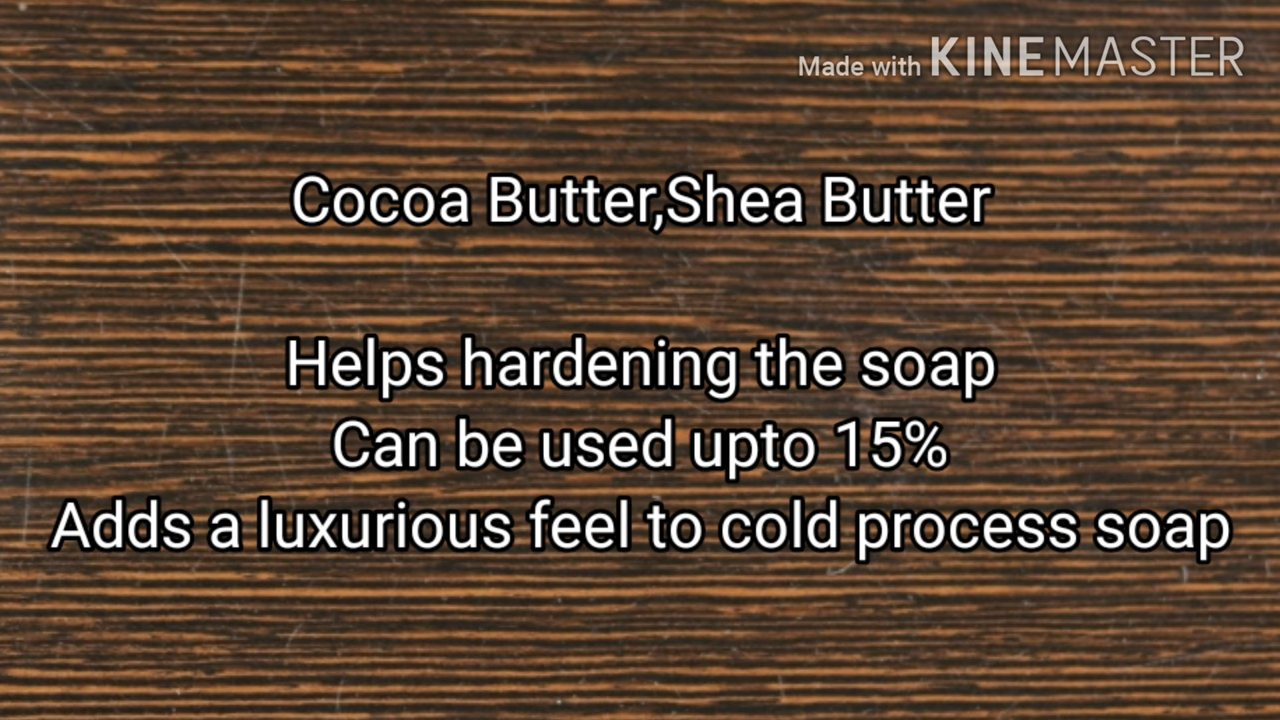 Made with KINEMASTER
Cocoa Butter,Shea Butter
Helps hardening the soap
Can be used upto 15%
Adds a luxurious feel to cold process soap